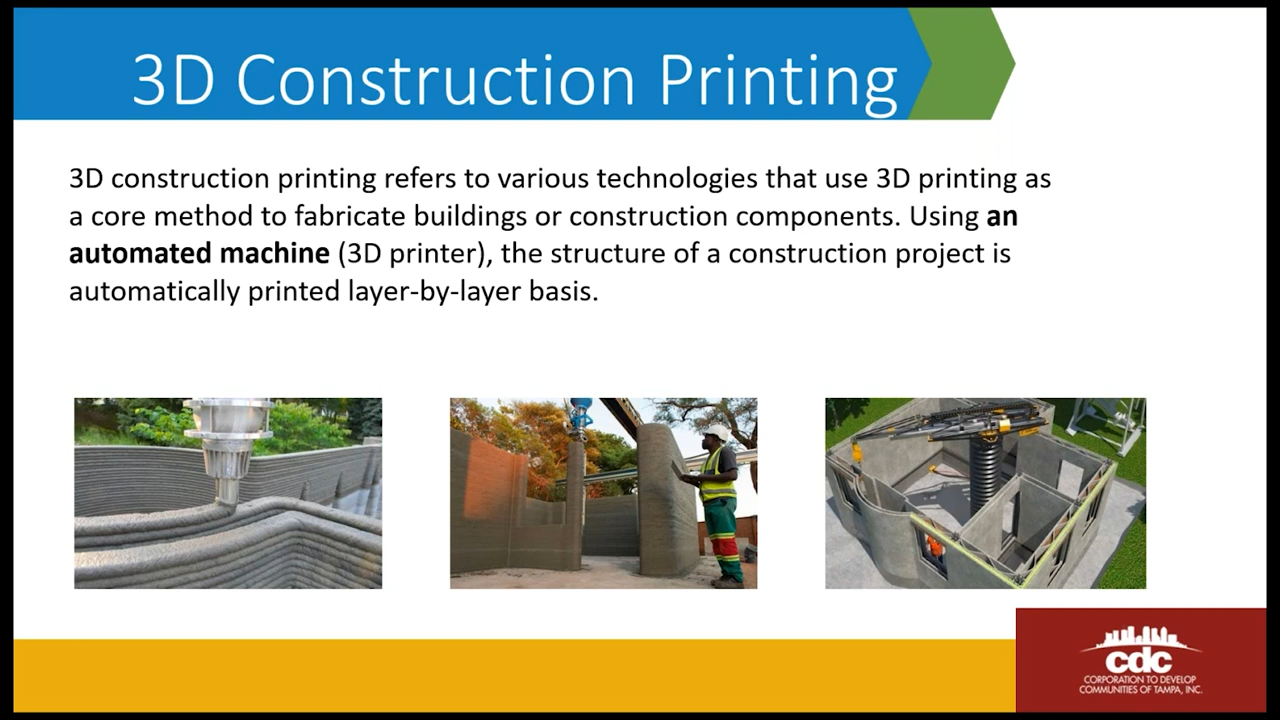 3D Construction Printing
3D construction printing refers to various technologies that use 3D printing as
a core method to fabricate buildings or construction components. Using an
automated machine (3D printer), the structure of a construction project is
automatically printed layer-by-layer basis.
cdc
CORPORATION TO DEVELOP
COMMUNITIES OF TAMPA, INC.